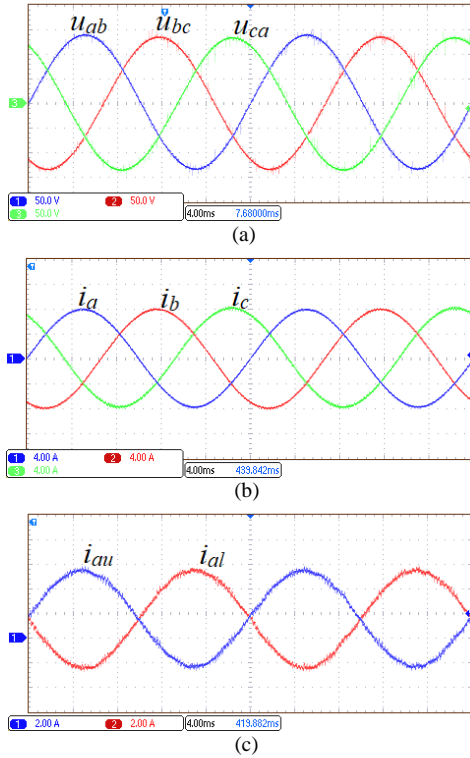 u_ab u_bc u_ca
3
1 50.0 V 2 50.0 V
3 50.0 V 4.00ms 7.68000ms
(a)
i_a i_b i_c
1
1 4.00 A 2 4.00 A
3 4.00 A 4.00ms 439.842ms
(b)
i_au i_al
1
1 2.00 A 2 2.00 A 4.00ms 419.882ms
(c)